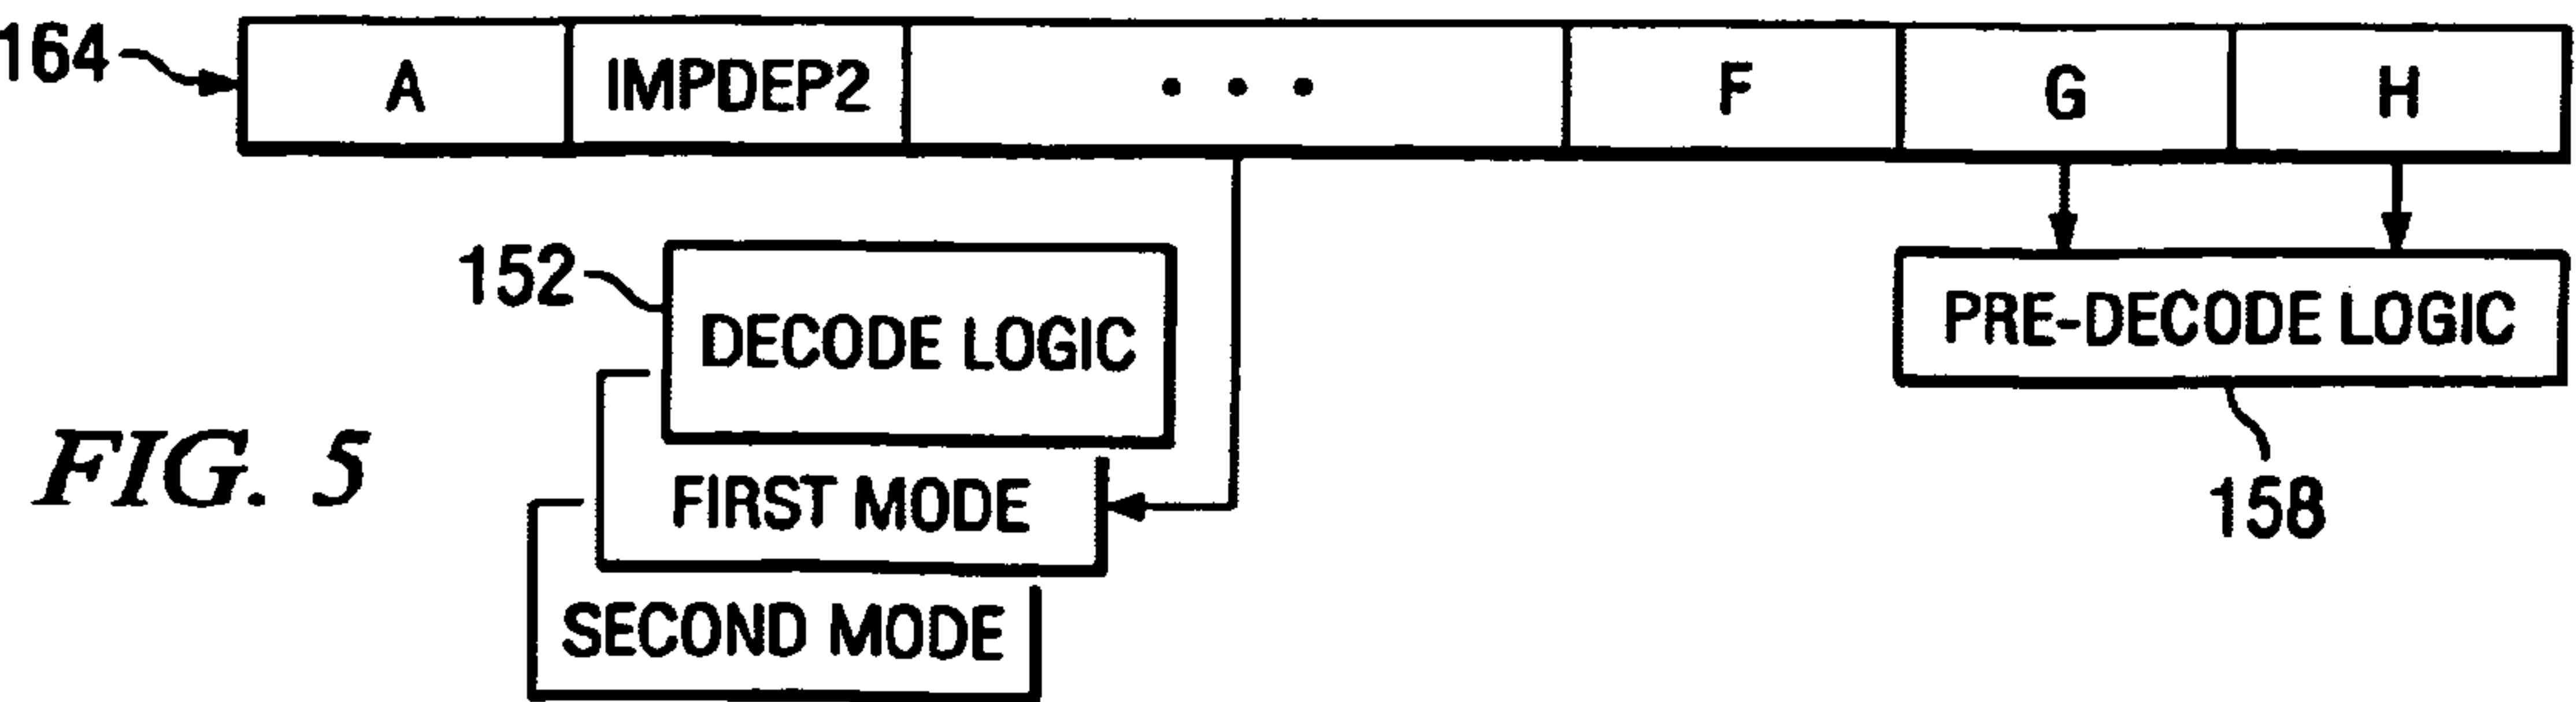 164 A IMPDEP2 • • • F G H
152 DECODE LOGIC
PRE-DECODE LOGIC
FIRST MODE
158
SECOND MODE
FIG. 5